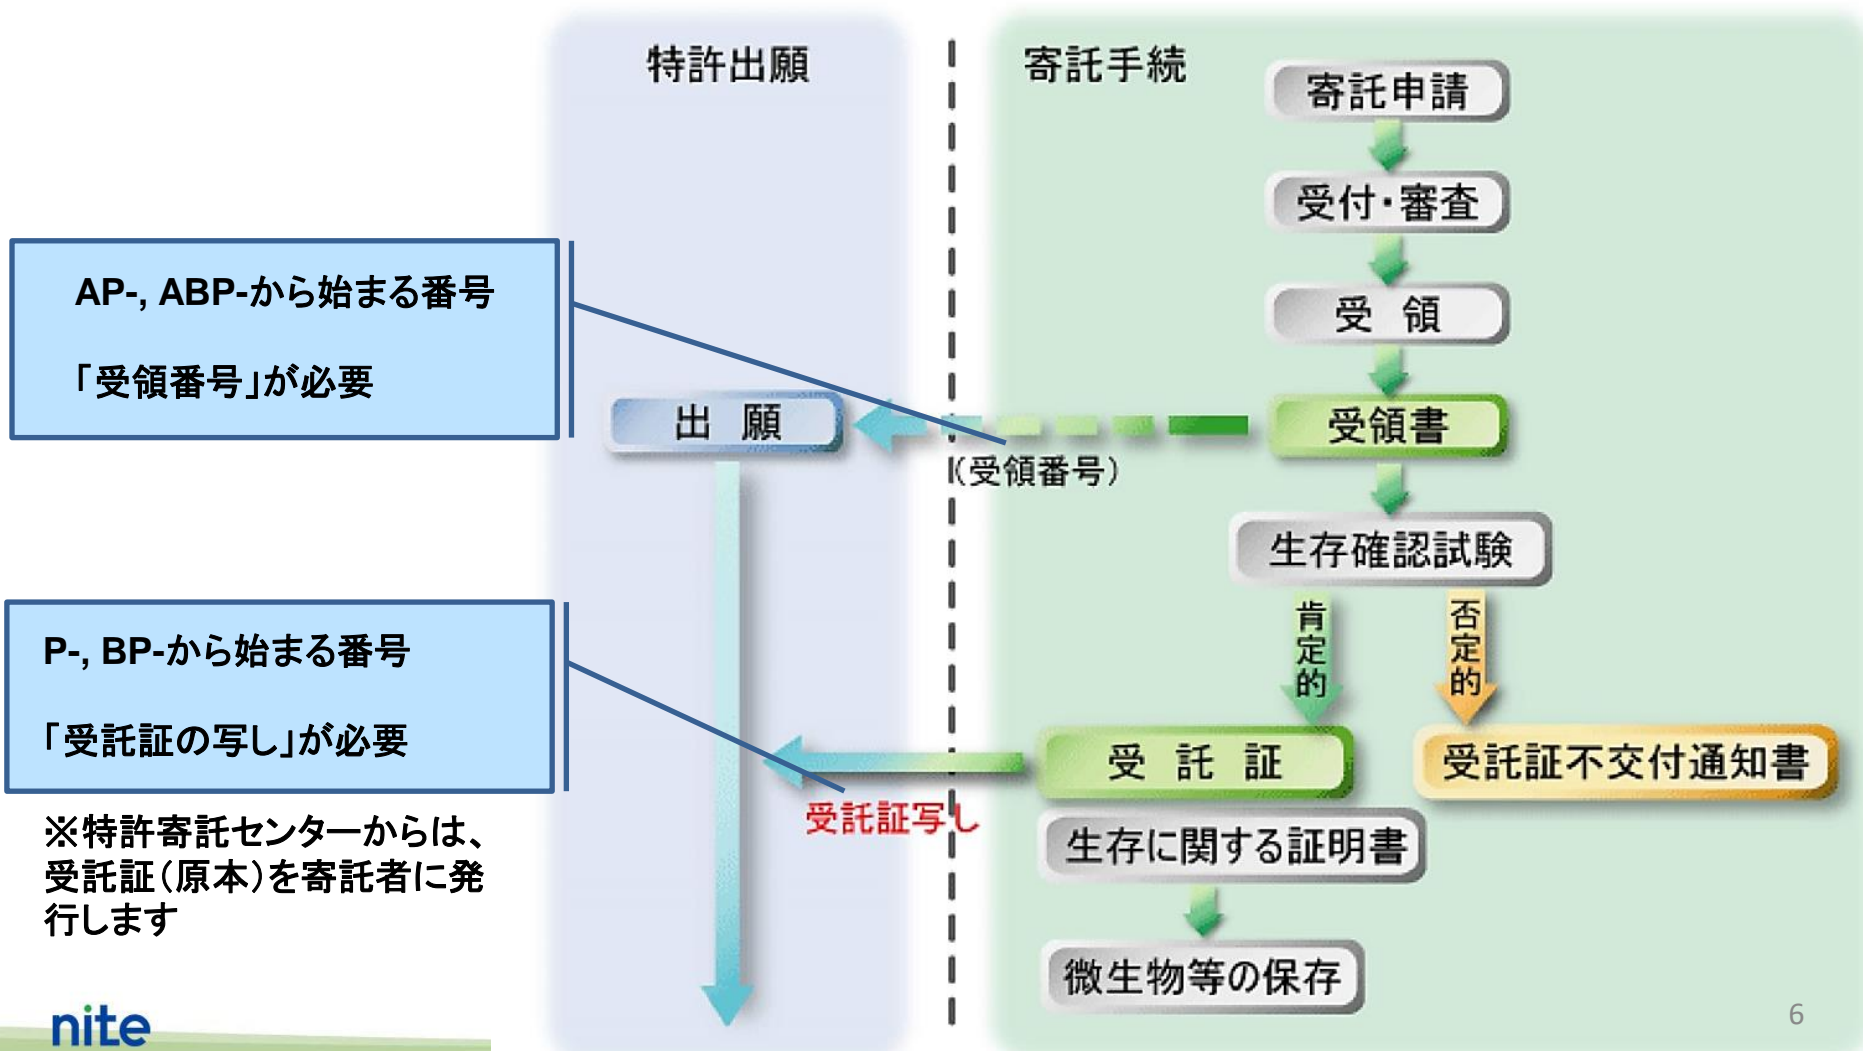 特許出願
寄託手続
寄託申請
受付・審査
受 領
受領書
AP-, ABP-から始まる番号
「受領番号」が必要
出 願
（受領番号）
生存確認試験
肯定的
否定的
P-, BP-から始まる番号
「受託証の写し」が必要
受 託 証
受託証不交付通知書
受託証写し
※特許寄託センターからは、
受託証（原本）を寄託者に発
行します
生存に関する証明書
微生物等の保存
nite
6